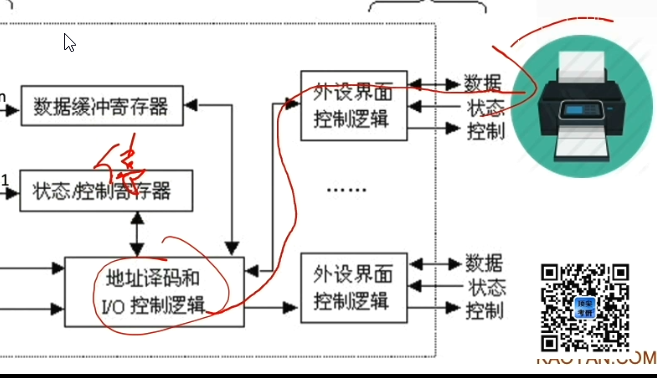 外设界面
控制逻辑
数据
状态
控制
数据缓冲寄存器
状态/控制寄存器
1
……
地址译码和
I/O 控制逻辑
外设界面
控制逻辑
数据
状态
控制
KAOYAN.COM